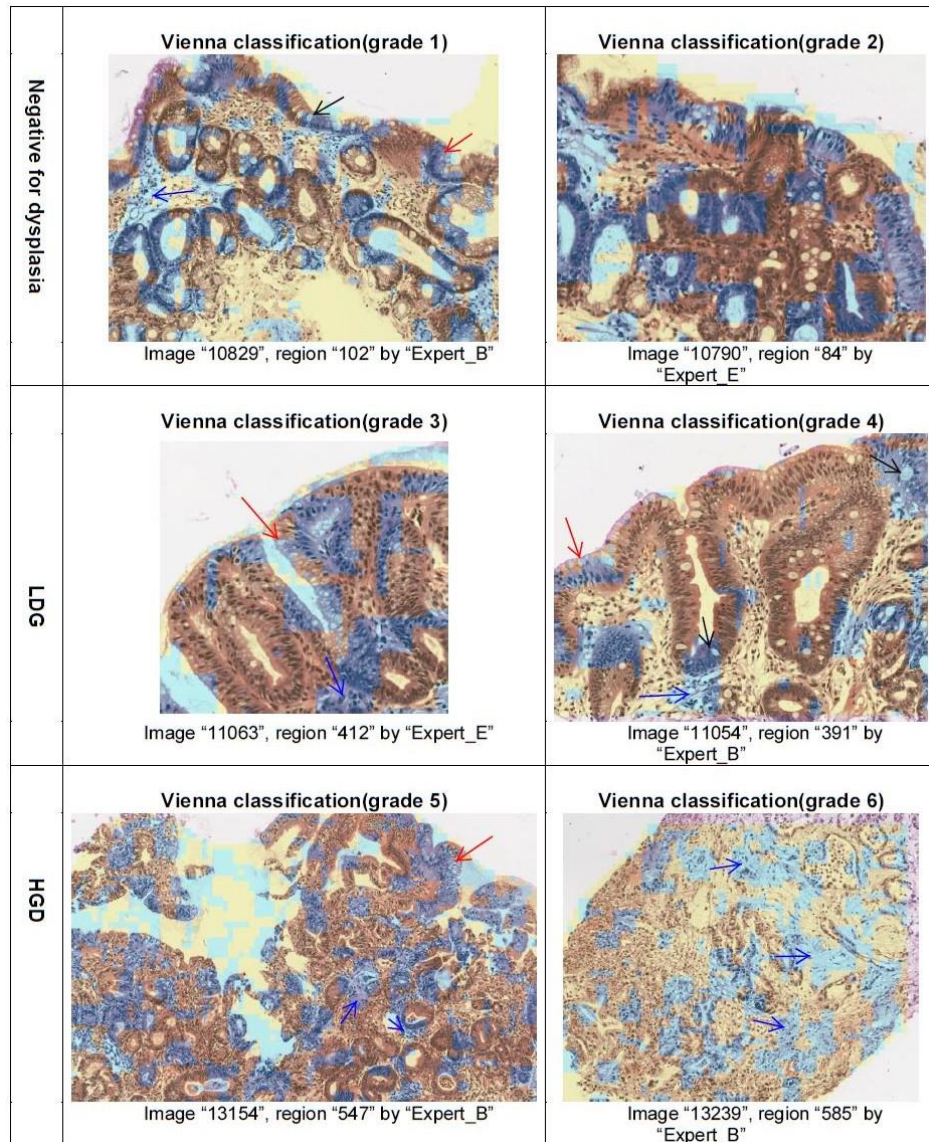 Negative for dysplasia
Vienna classification(grade 1)
Image "10829", region "102" by "Expert_B"
Vienna classification(grade 2)
Image "10790", region "84" by
"Expert_E"
LDG
Vienna classification(grade 3)
Image "11063", region "412" by "Expert_E"
Vienna classification(grade 4)
Image "11054", region "391" by
"Expert_B"
HGD
Vienna classification(grade 5)
Image "13154", region "547" by "Expert_B"
Vienna classification(grade 6)
Image "13239", region "585" by
"Expert_B"